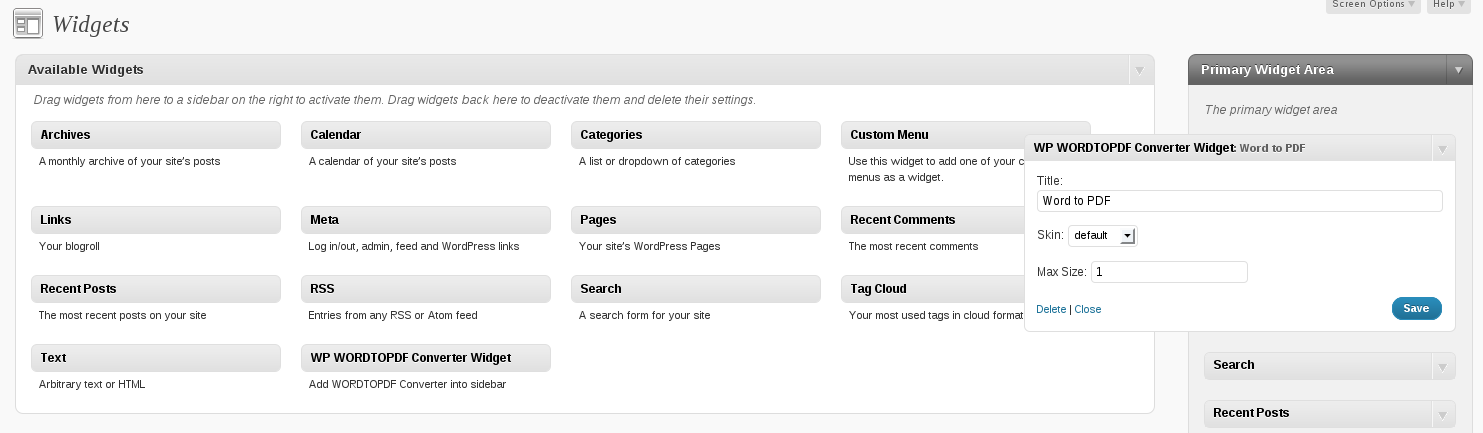 Screen Options
Help
Widgets
Available Widgets
Drag widgets from here to a sidebar on the right to activate them. Drag widgets back here to deactivate them and delete their settings.
Archives
A monthly archive of your site's posts
Calendar
A calendar of your site's posts
Categories
A list or dropdown of categories
Custom Menu
Use this widget to add one of your c
menus as a widget.
Links
Your blogroll
Meta
Log in/out, admin, feed and WordPress links
Pages
Your site's WordPress Pages
Recent Comments
The most recent comments
Recent Posts
The most recent posts on your site
RSS
Entries from any RSS or Atom feed
Search
A search form for your site
Tag Cloud
Your most used tags in cloud format
Text
Arbitrary text or HTML
WP WORDTOPDF Converter Widget
Add WORDTOPDF Converter into sidebar
Primary Widget Area
The primary widget area
WP WORDTOPDF Converter Widget: Word to PDF
Title:
Word to PDF
Skin: default
Max Size: 1
Delete | Close
Save
Search
Recent Posts